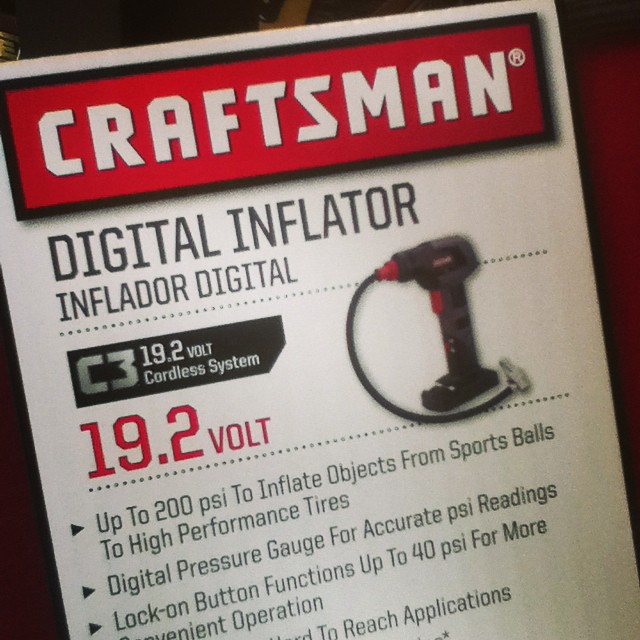 CRAFTSMAN®
DIGITAL INFLATOR
INFLADOR DIGITAL
C3 19.2 VOLT
Cordless System
19.2 VOLT
Up To 200 psi To Inflate Objects From Sports Balls
To High Performance Tires
Digital Pressure Gauge For Accurate psi Readings
Lock-on Button Functions Up To 40 psi For More
Convenient Operation
Hard To Reach Applications